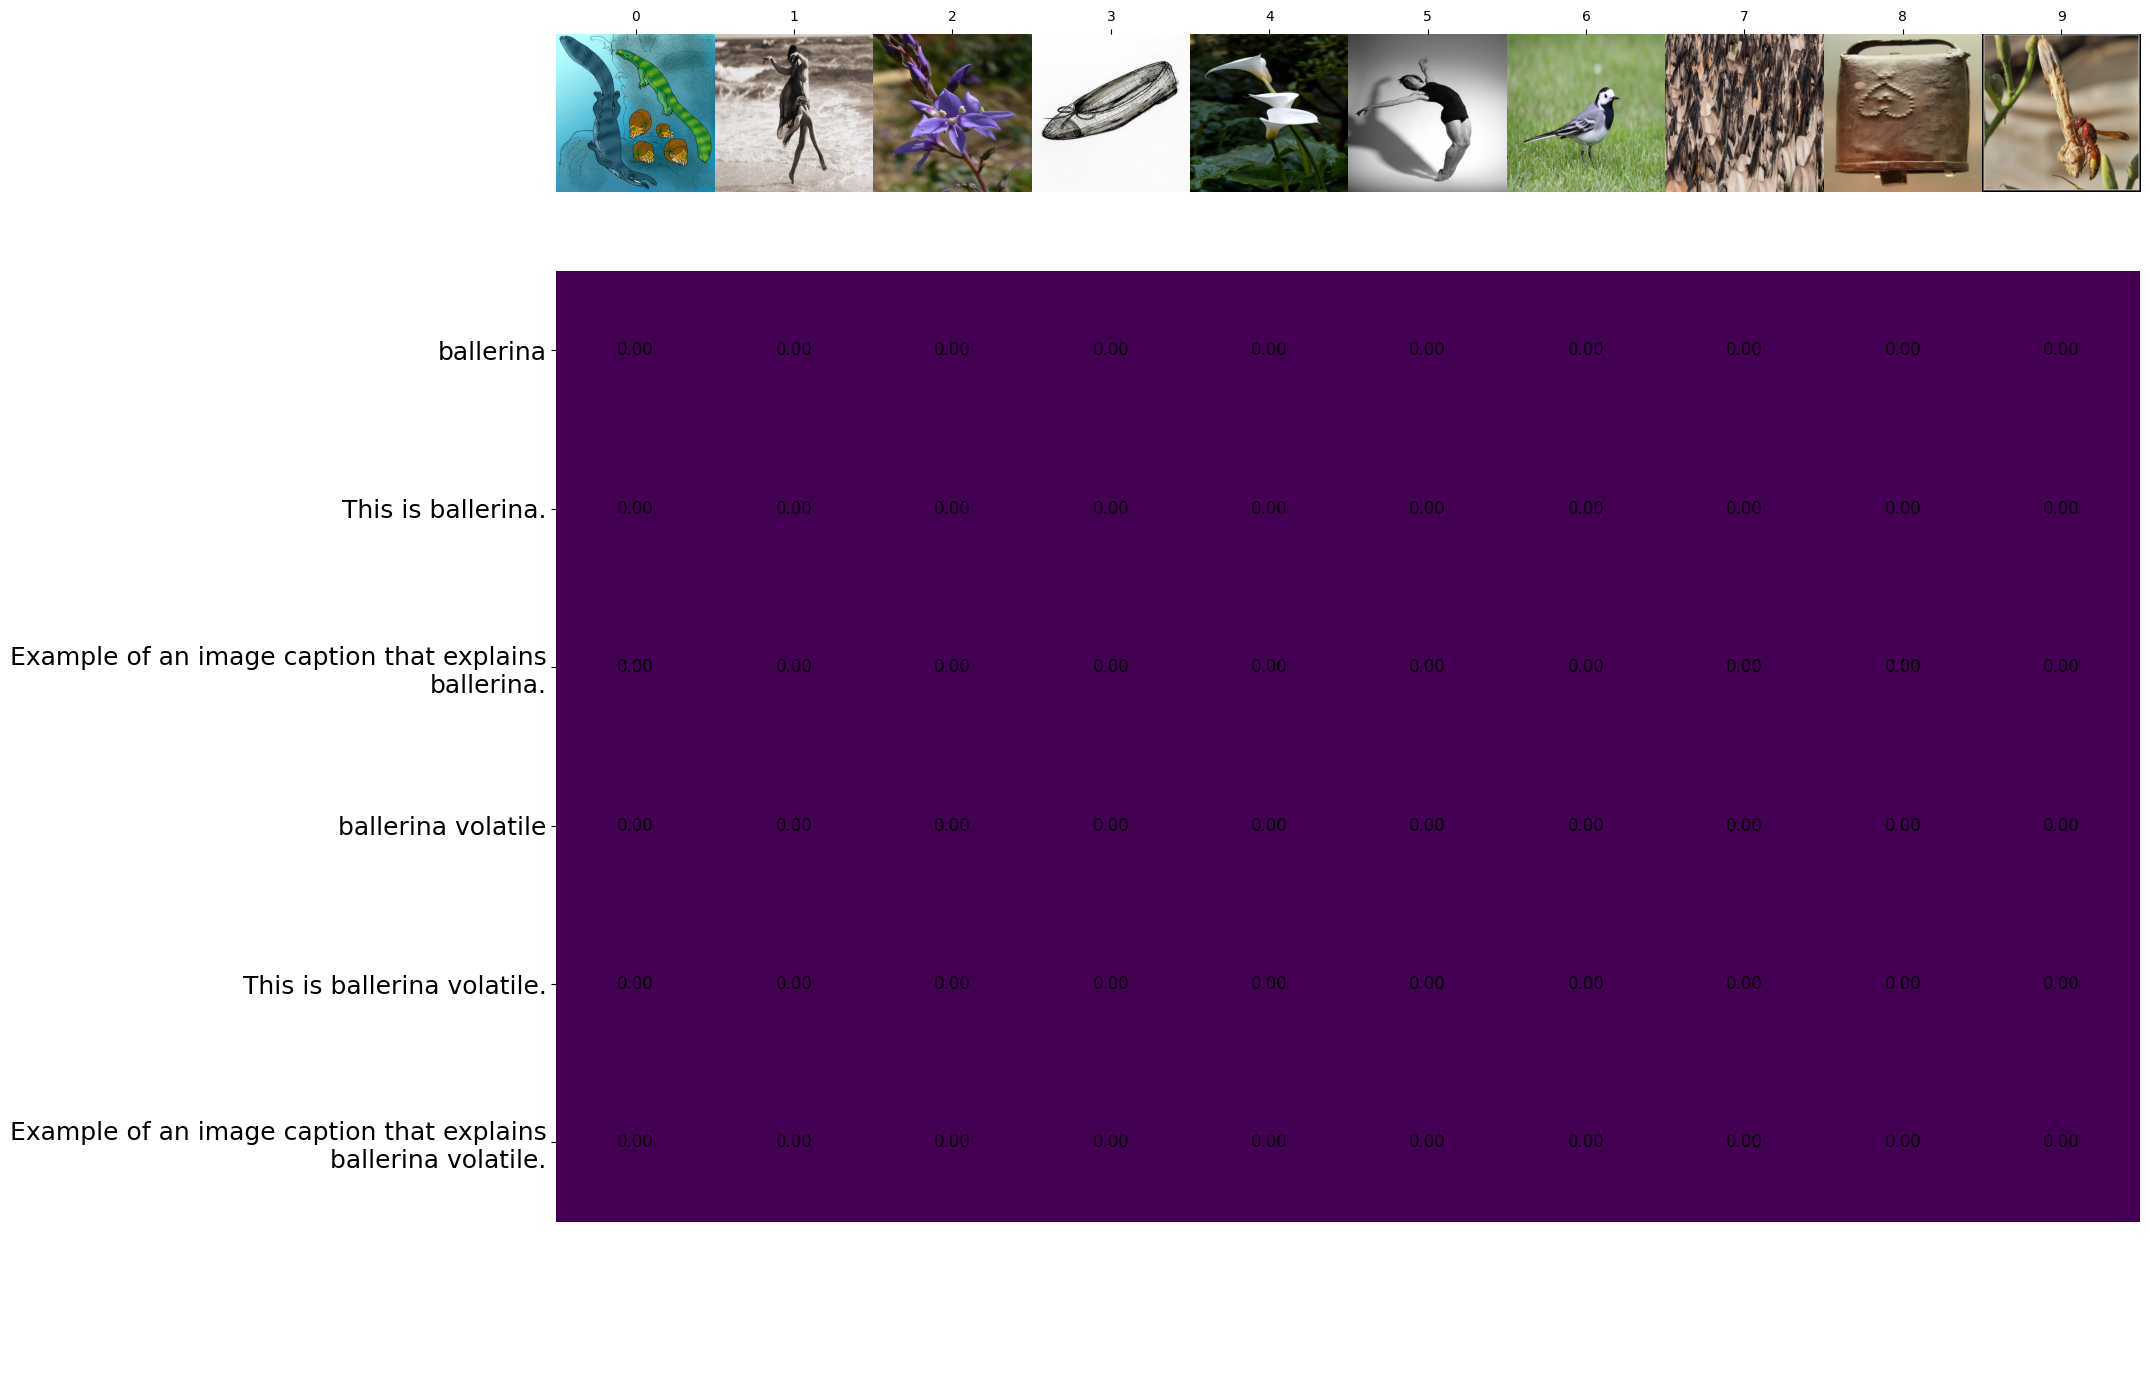 0 1 2 3 4 5 6 7 8 9
ballerina 0.00 0.00 0.00 0.00 0.00 0.00 0.00 0.00 0.00 0.00
This is ballerina. 0.00 0.00 0.00 0.00 0.00 0.00 0.00 0.00 0.00 0.00
Example of an image caption that explains
ballerina. 0.00 0.00 0.00 0.00 0.00 0.00 0.00 0.00 0.00 0.00
ballerina volatile 0.00 0.00 0.00 0.00 0.00 0.00 0.00 0.00 0.00 0.00
This is ballerina volatile. 0.00 0.00 0.00 0.00 0.00 0.00 0.00 0.00 0.00 0.00
Example of an image caption that explains
ballerina volatile. 0.00 0.00 0.00 0.00 0.00 0.00 0.00 0.00 0.00 0.00